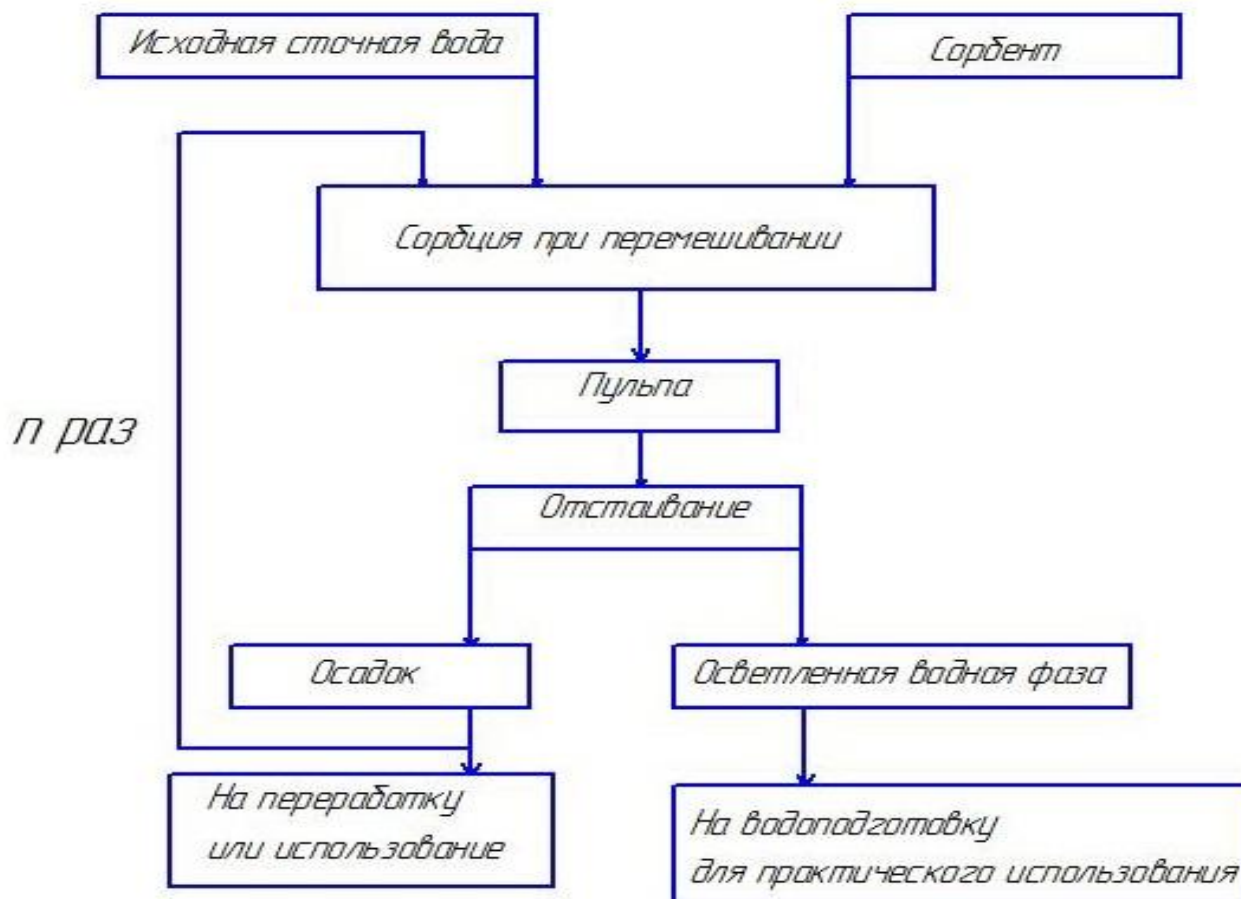 Исходная сточная вода
Сорбент
Сорбция при перемешивании
Пульпа
n раз
Отстаивание
Осадок
Осветленная водная фаза
На переработку
или использование
На водоподготовку
для практического использования